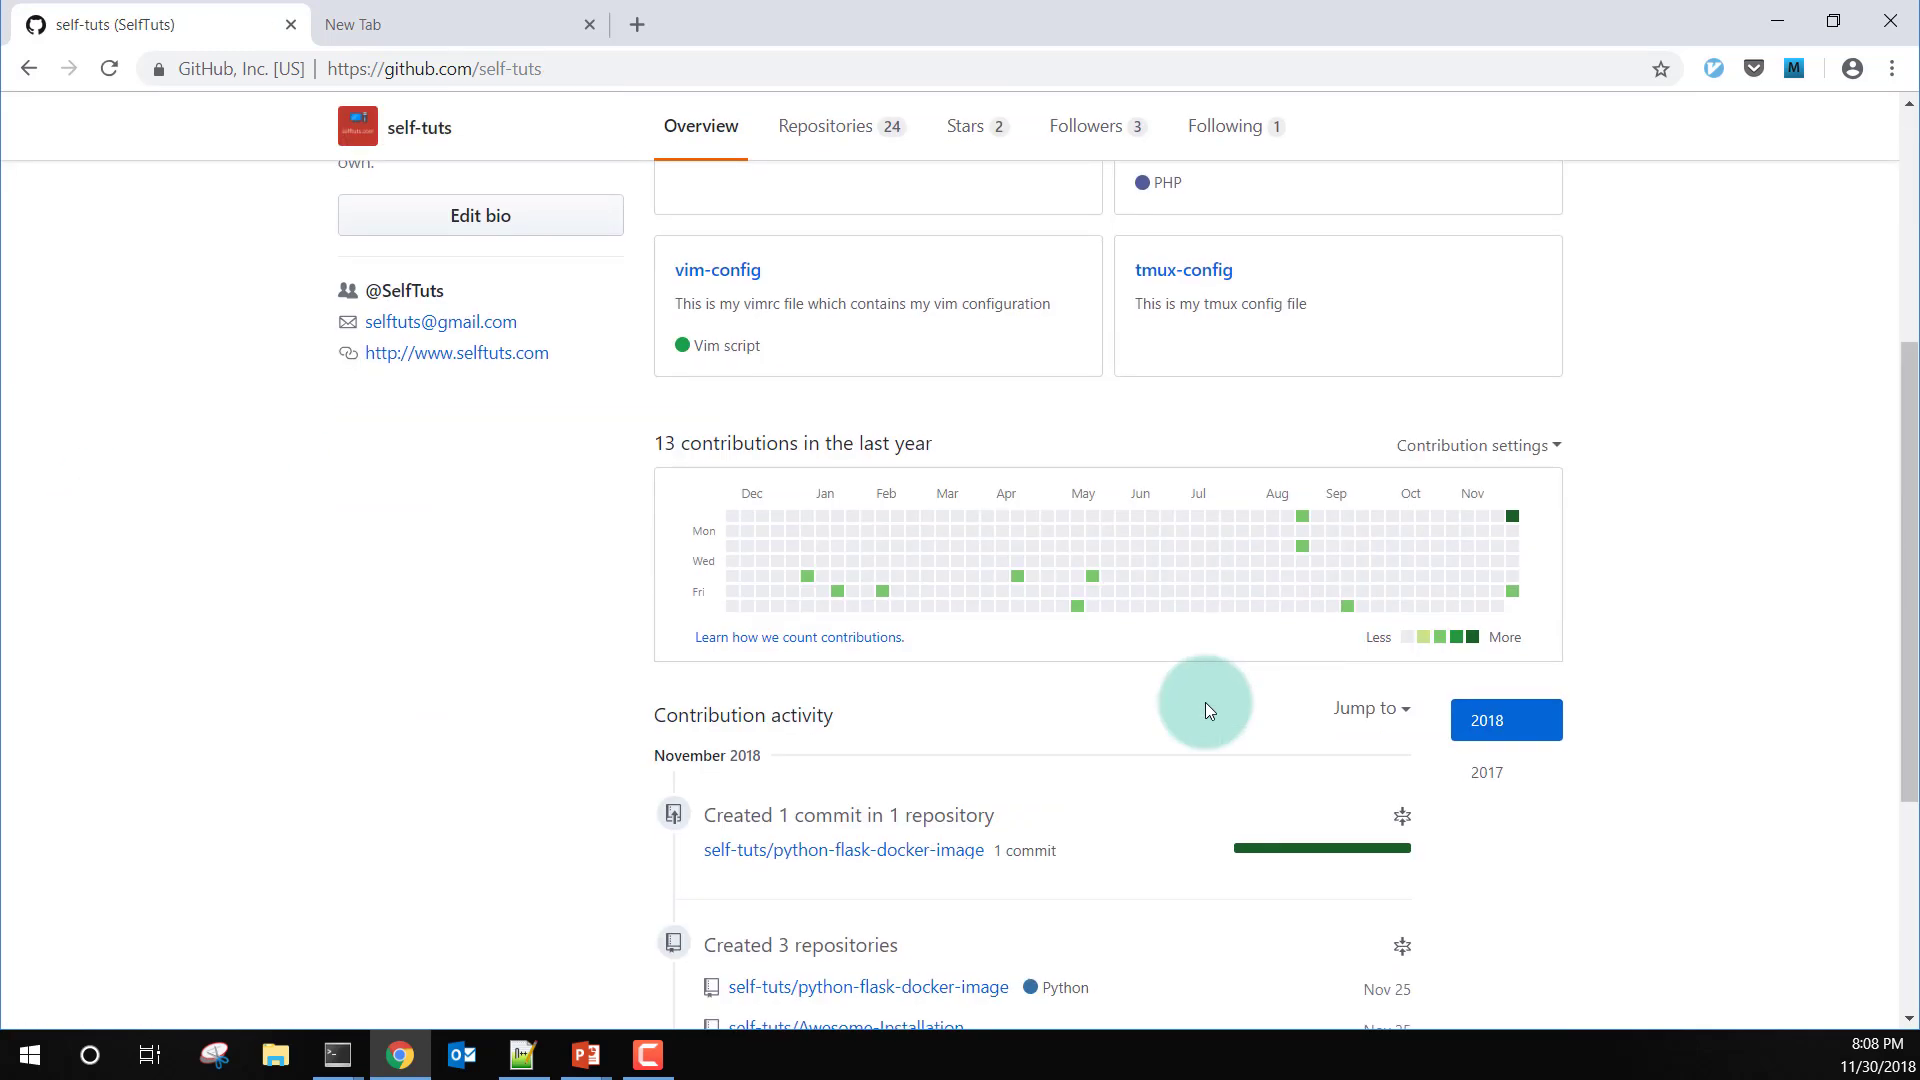 self-tuts (SelfTuts)
New Tab
GitHub, Inc. [US] | https://github.com/self-tuts
M
self-tuts
Overview
Repositories 24
Stars 2
Followers 3
Following 1
own.
Edit bio
@SelfTuts
selftuts@gmail.com
http://www.selftuts.com
PHP
vim-config
This is my vimrc file which contains my vim configuration
Vim script
tmux-config
This is my tmux config file
13 contributions in the last year
Contribution settings
Dec Jan Feb Mar Apr May Jun Jul Aug Sep Oct Nov
Mon
Wed
Fri
Learn how we count contributions.
Less More
Contribution activity
Jump to
2018
2017
November 2018
Created 1 commit in 1 repository
self-tuts/python-flask-docker-image 1 commit
Created 3 repositories
self-tuts/python-flask-docker-image Python Nov 25
self-tuts/Awesome-Installation Nov 25
8:08 PM
11/30/2018